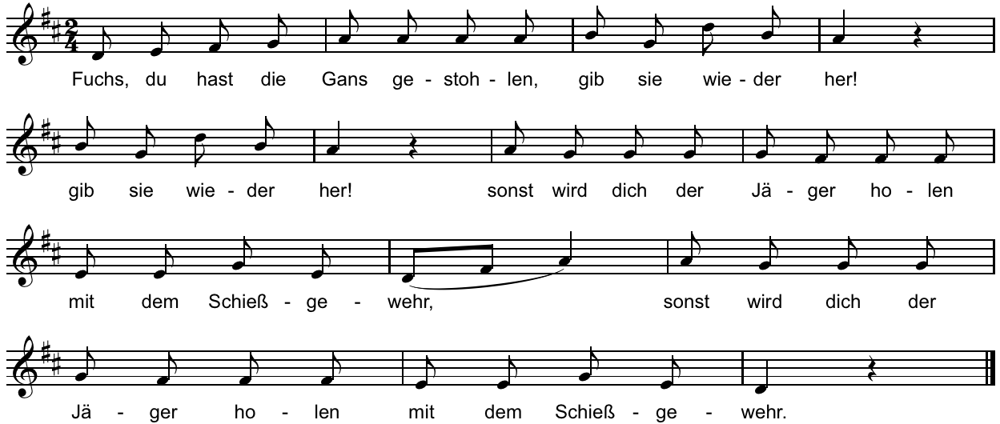 2
4
Fuchs, du hast die Gans ge - stoh - len, gib sie wie - der her!
gib sie wie - der her! sonst wird dich der Jä - ger ho - len
mit dem Schieß - ge - wehr, sonst wird dich der
Jä - ger ho - len mit dem Schieß - ge - wehr.